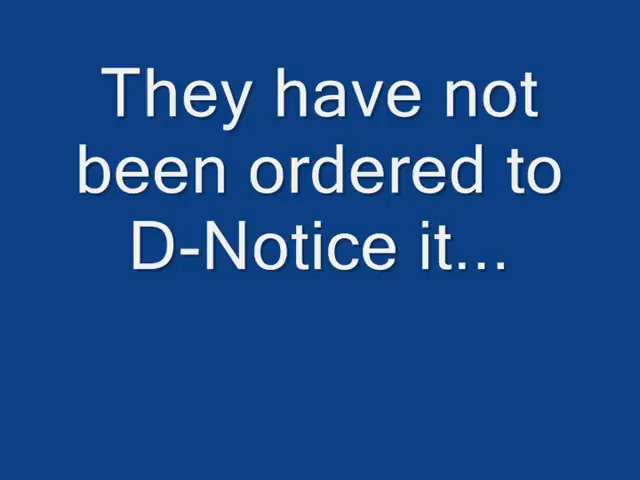 They have not
been ordered to
D-Notice it...